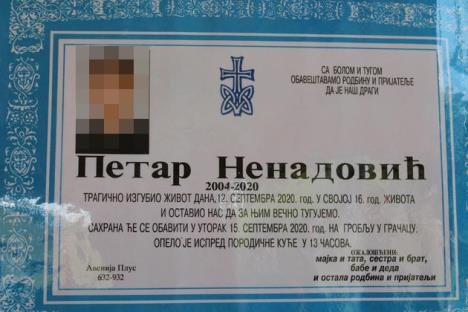 СА БОЛОМ И ТУГОМ
ОБАВЕШТАВАМО РОДБИНУ И ПРИЈАТЕЉЕ
ДА ЈЕ НАШ ДРАГИ
Петар Ненадовић
2004-2020
ТРАГИЧНО ИЗГУБИО ЖИВОТ ДАНА, 12. СЕПТЕМБРА 2020. год. У СВОЈОЈ 16. год. ЖИВОТА
И ОСТАВИО НАС ДА ЗА ЊИМ ВЕЧНО ТУГУЈЕМО.
САХРАНА ЋЕ СЕ ОБАВИТИ У УТОРАК 15. СЕПТЕМБРА 2020. год. НА ГРОБЉУ У ГРАЧАЦУ.
ОПЕЛО ЈЕ ИСПРЕД ПОРОДИЧНЕ КУЋЕ У 13 ЧАСОВА.
ОЖАЛОШЋЕНИ:
мајка и тата, сестра и брат,
бабе и деда
и остала родбина и пријатељи
Авенија Плус
632-932